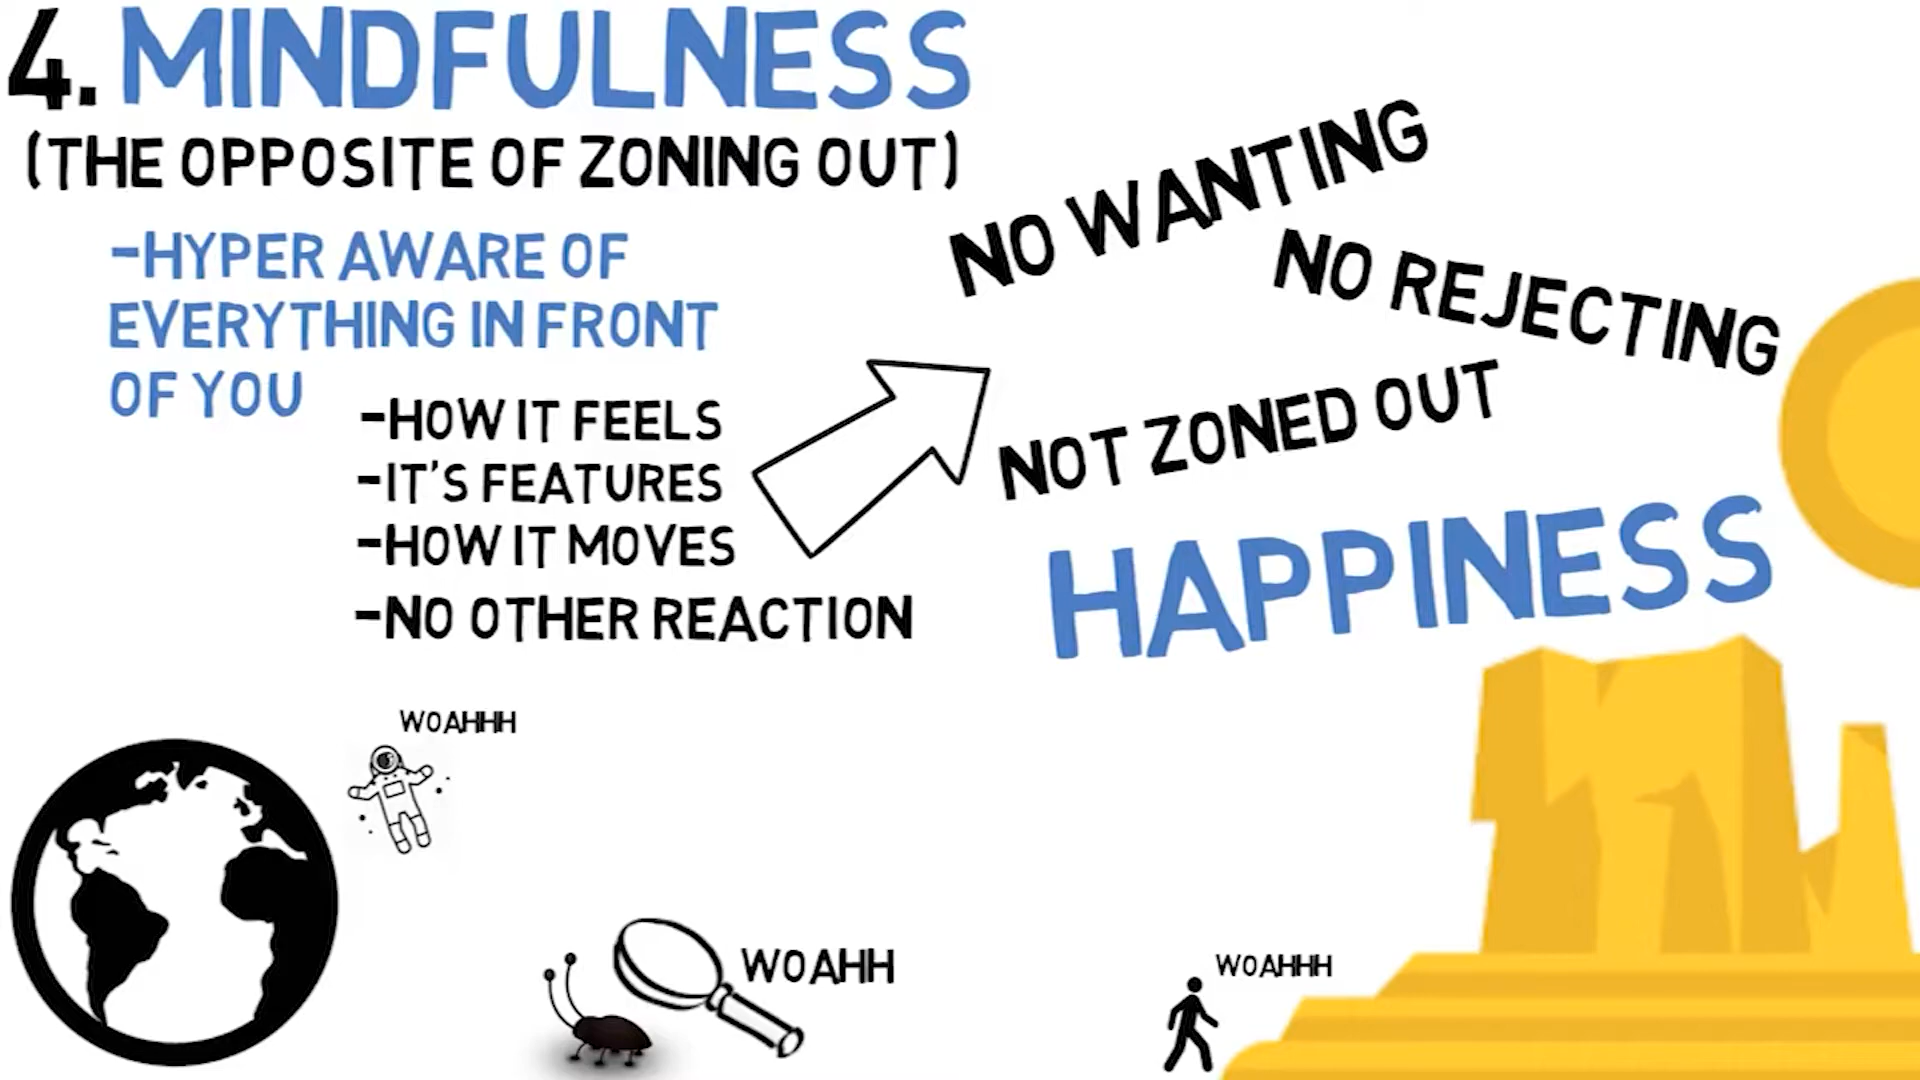 4. MINDFULNESS
(THE OPPOSITE OF ZONING OUT)
-HYPER AWARE OF
EVERYTHING IN FRONT
OF YOU
-HOW IT FEELS
-IT'S FEATURES
-HOW IT MOVES
-NO OTHER REACTION
NO WANTING
NO REJECTING
NOT ZONED OUT
HAPPINESS
WOAHHH
WOAHH
WOAHHH